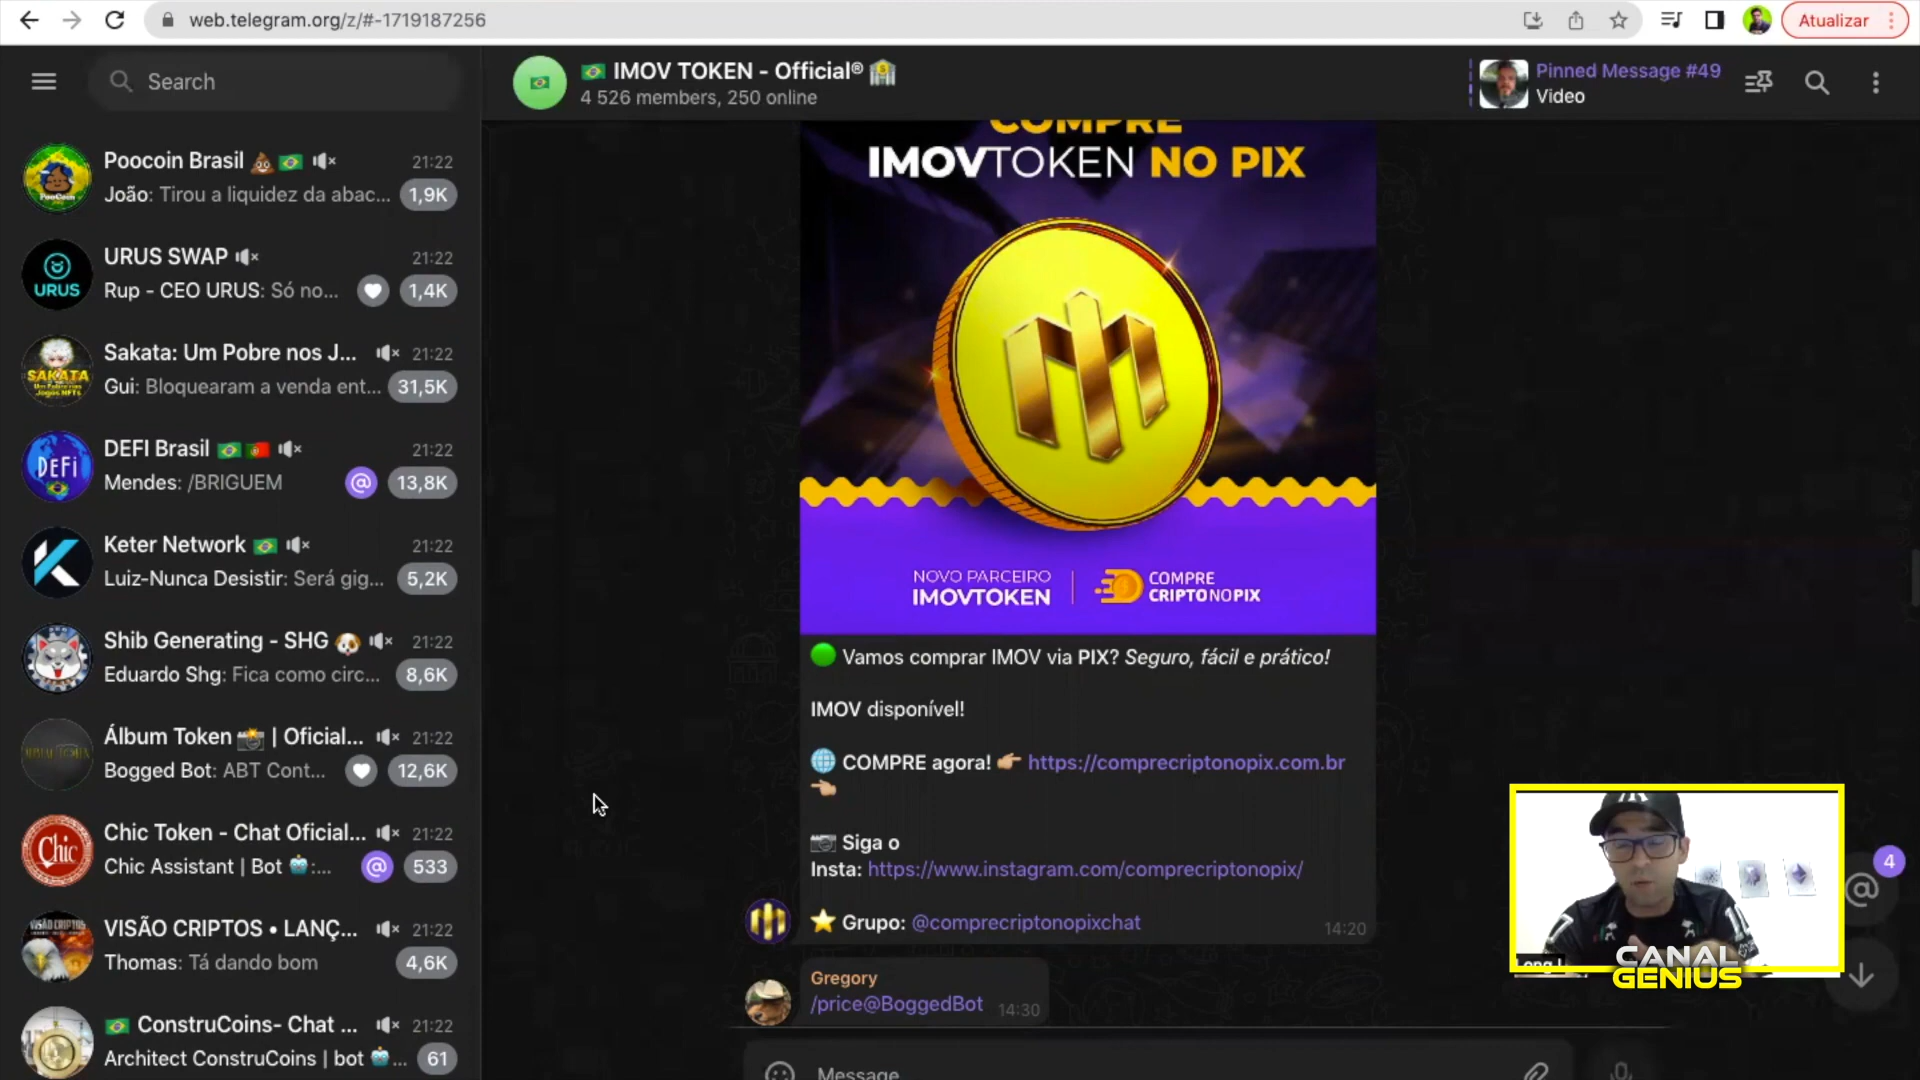 web.telegram.org/z/#-1719187256
Atualizar
Search
IMOV TOKEN - Official®
4 526 members, 250 online
Pinned Message #49
Video
Poocoin Brasil
21:22
João: Tirou a liquidez da abac...
1,9K
URUS
URUS SWAP
21:22
Rup - CEO URUS: Só no...
1,4K
SAKATA
Sakata: Um Pobre nos J...
21:22
Gui: Bloquearam a venda ent...
31,5K
DEFi
DEFI Brasil
21:22
Mendes: /BRIGUEM
@
13,8K
Keter Network
21:22
Luiz-Nunca Desistir: Será gig...
5,2K
Shib Generating - SHG
21:22
Eduardo Shg: Fica como circ...
8,6K
Álbum Token | Oficial...
21:22
Bogged Bot: ABT Cont...
12,6K
Chic
Chic Token - Chat Oficial...
21:22
Chic Assistant | Bot :...
@
533
VISÃO CRIPTOS
VISÃO CRIPTOS • LANÇ...
21:22
Thomas: Tá dando bom
4,6K
ConstruCoins- Chat ...
21:22
Architect ConstruCoins | bot ...
61
COMPRE
IMOVTOKEN NO PIX
NOVO PARCEIRO
IMOVTOKEN
COMPRE
CRIPTONOPIX
Vamos comprar IMOV via PIX? Seguro, fácil e prático!
IMOV disponível!
COMPRE agora! https://comprecriptonopix.com.br
Siga o
Insta: https://www.instagram.com/comprecriptonopix/
Grupo: @comprecriptonopixchat
14:20
Gregory
/price@BoggedBot
14:30
Message
4
@
CANAL
GENIUS